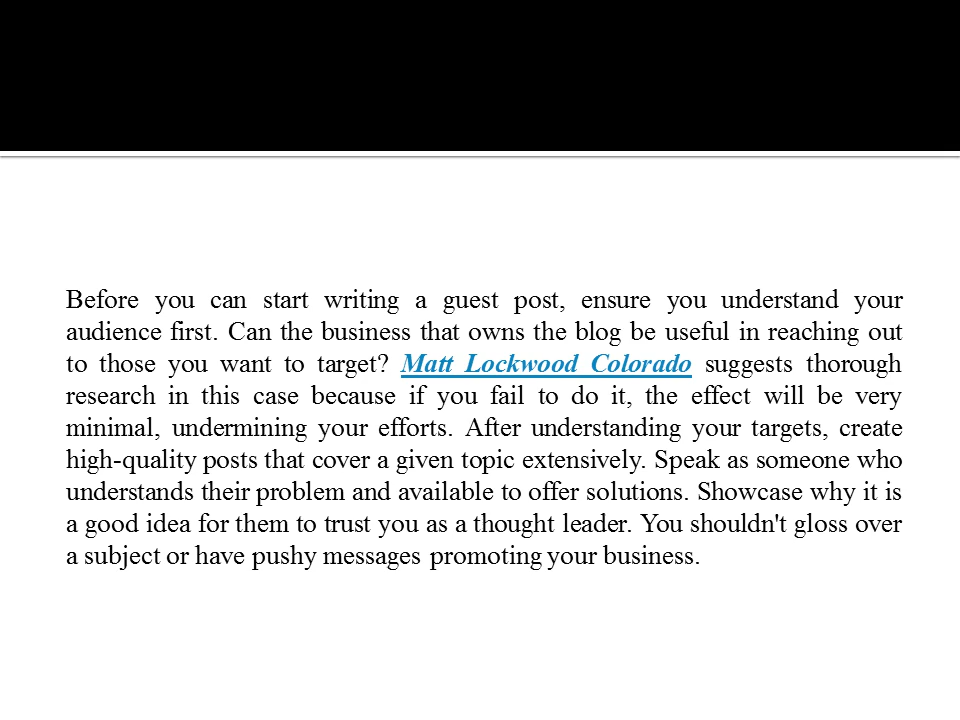 Before you can start writing a guest post, ensure you understand your
audience first. Can the business that owns the blog be useful in reaching out
to those you want to target? Matt Lockwood Colorado suggests thorough
research in this case because if you fail to do it, the effect will be very
minimal, undermining your efforts. After understanding your targets, create
high-quality posts that cover a given topic extensively. Speak as someone who
understands their problem and available to offer solutions. Showcase why it is
a good idea for them to trust you as a thought leader. You shouldn't gloss over
a subject or have pushy messages promoting your business.